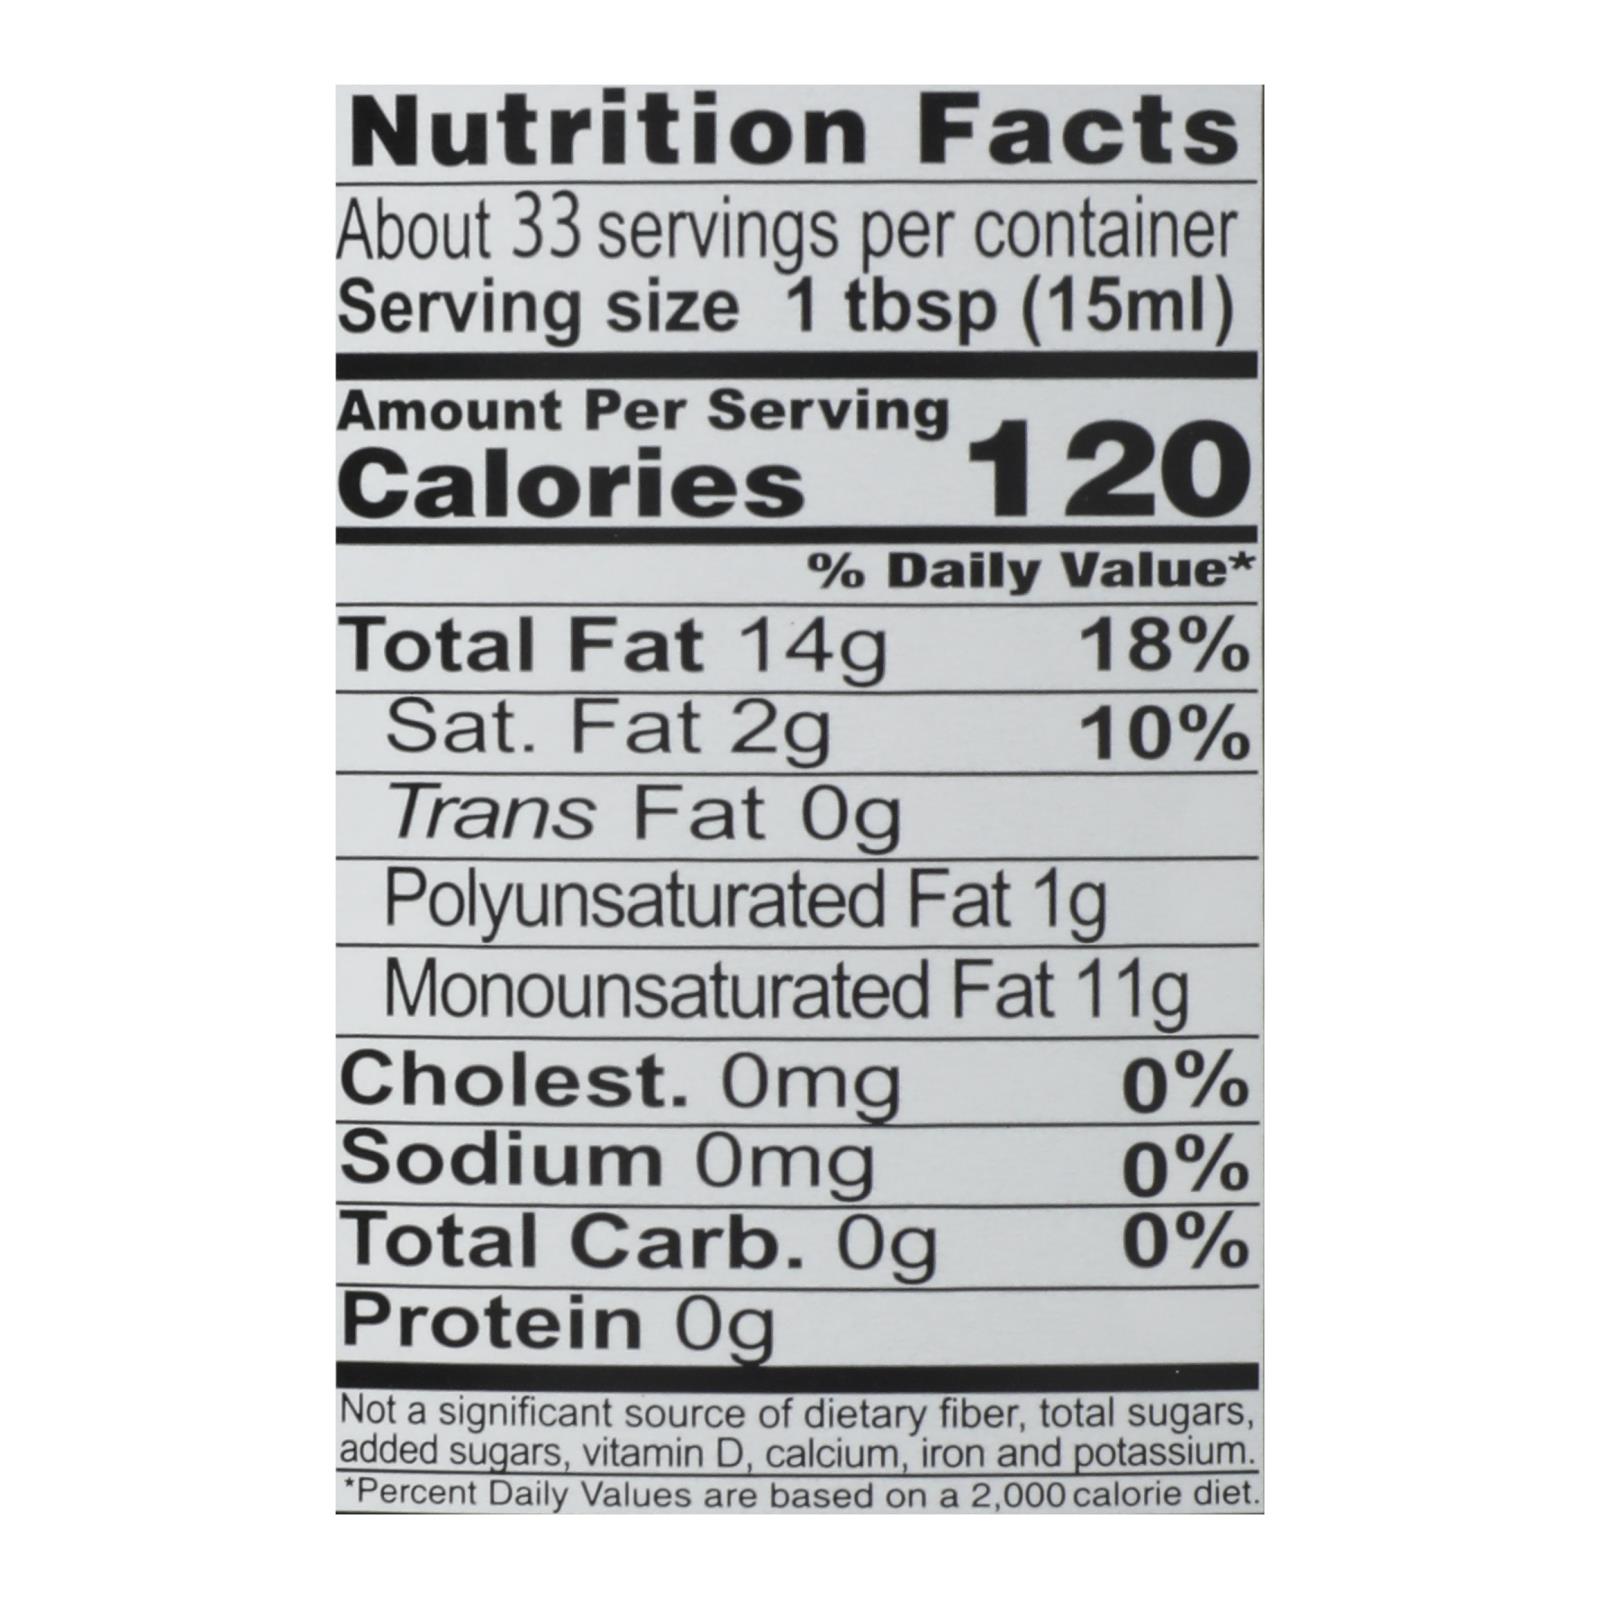 Nutrition Facts
About 33 servings per container
Serving size 1 tbsp (15ml)
Amount Per Serving
Calories 120
% Daily Value*
Total Fat 14g 18%
Sat. Fat 2g 10%
Trans Fat 0g
Polyunsaturated Fat 1g
Monounsaturated Fat 11g
Cholest. 0mg 0%
Sodium 0mg 0%
Total Carb. 0g 0%
Protein 0g
Not a significant source of dietary fiber, total sugars,
added sugars, vitamin D, calcium, iron and potassium.
*Percent Daily Values are based on a 2,000 calorie diet.